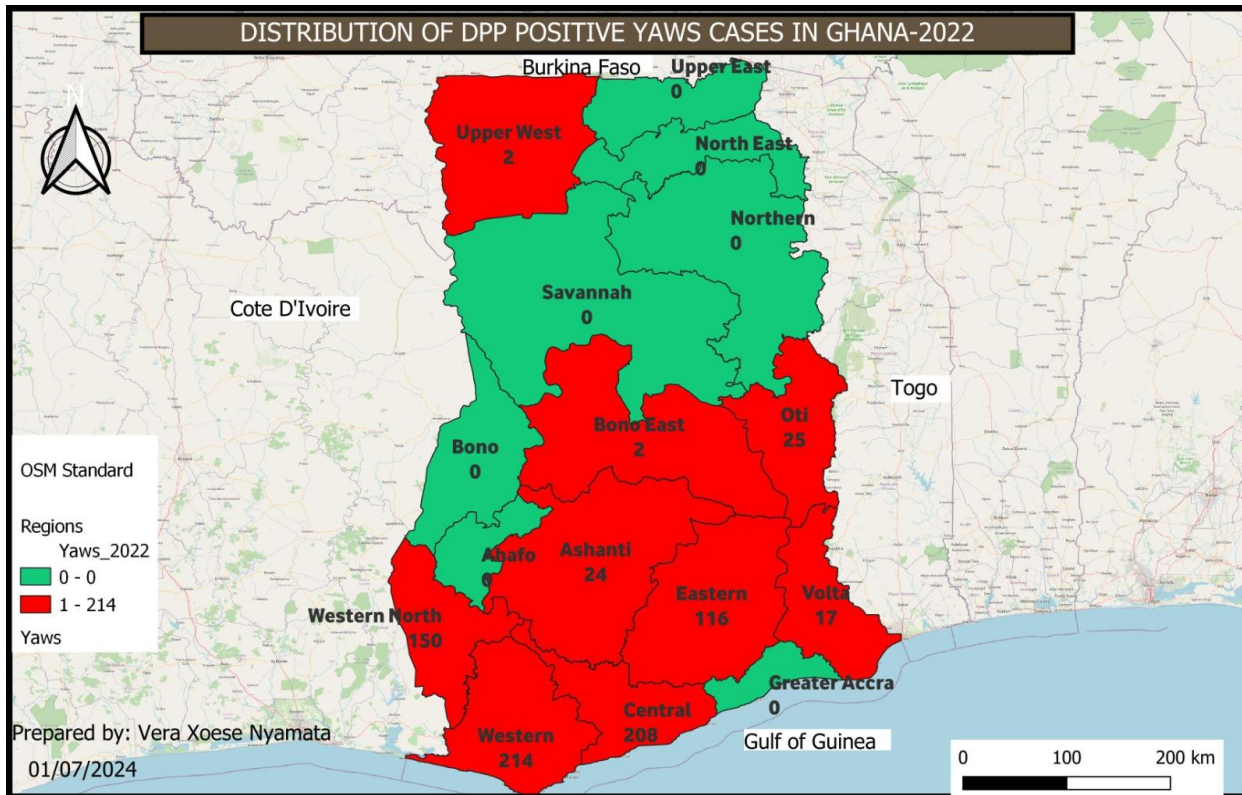 DISTRIBUTION OF DPP POSITIVE YAWS CASES IN GHANA-2022
Burkina Faso
N
Upper East
0
Upper West
2
North East
0
Northern
0
Savannah
0
Cote D'Ivoire
Togo
Oti
25
Bono East
2
Bono
0
OSM Standard
Regions
Yaws_2022
0 - 0
1 - 214
Yaws
Ahafo
0
Ashanti
24
Eastern
116
Volta
17
Western North
150
Greater Accra
0
Central
208
Western
214
Gulf of Guinea
Prepared by: Vera Xoese Nyamata
01/07/2024
0 100 200 km